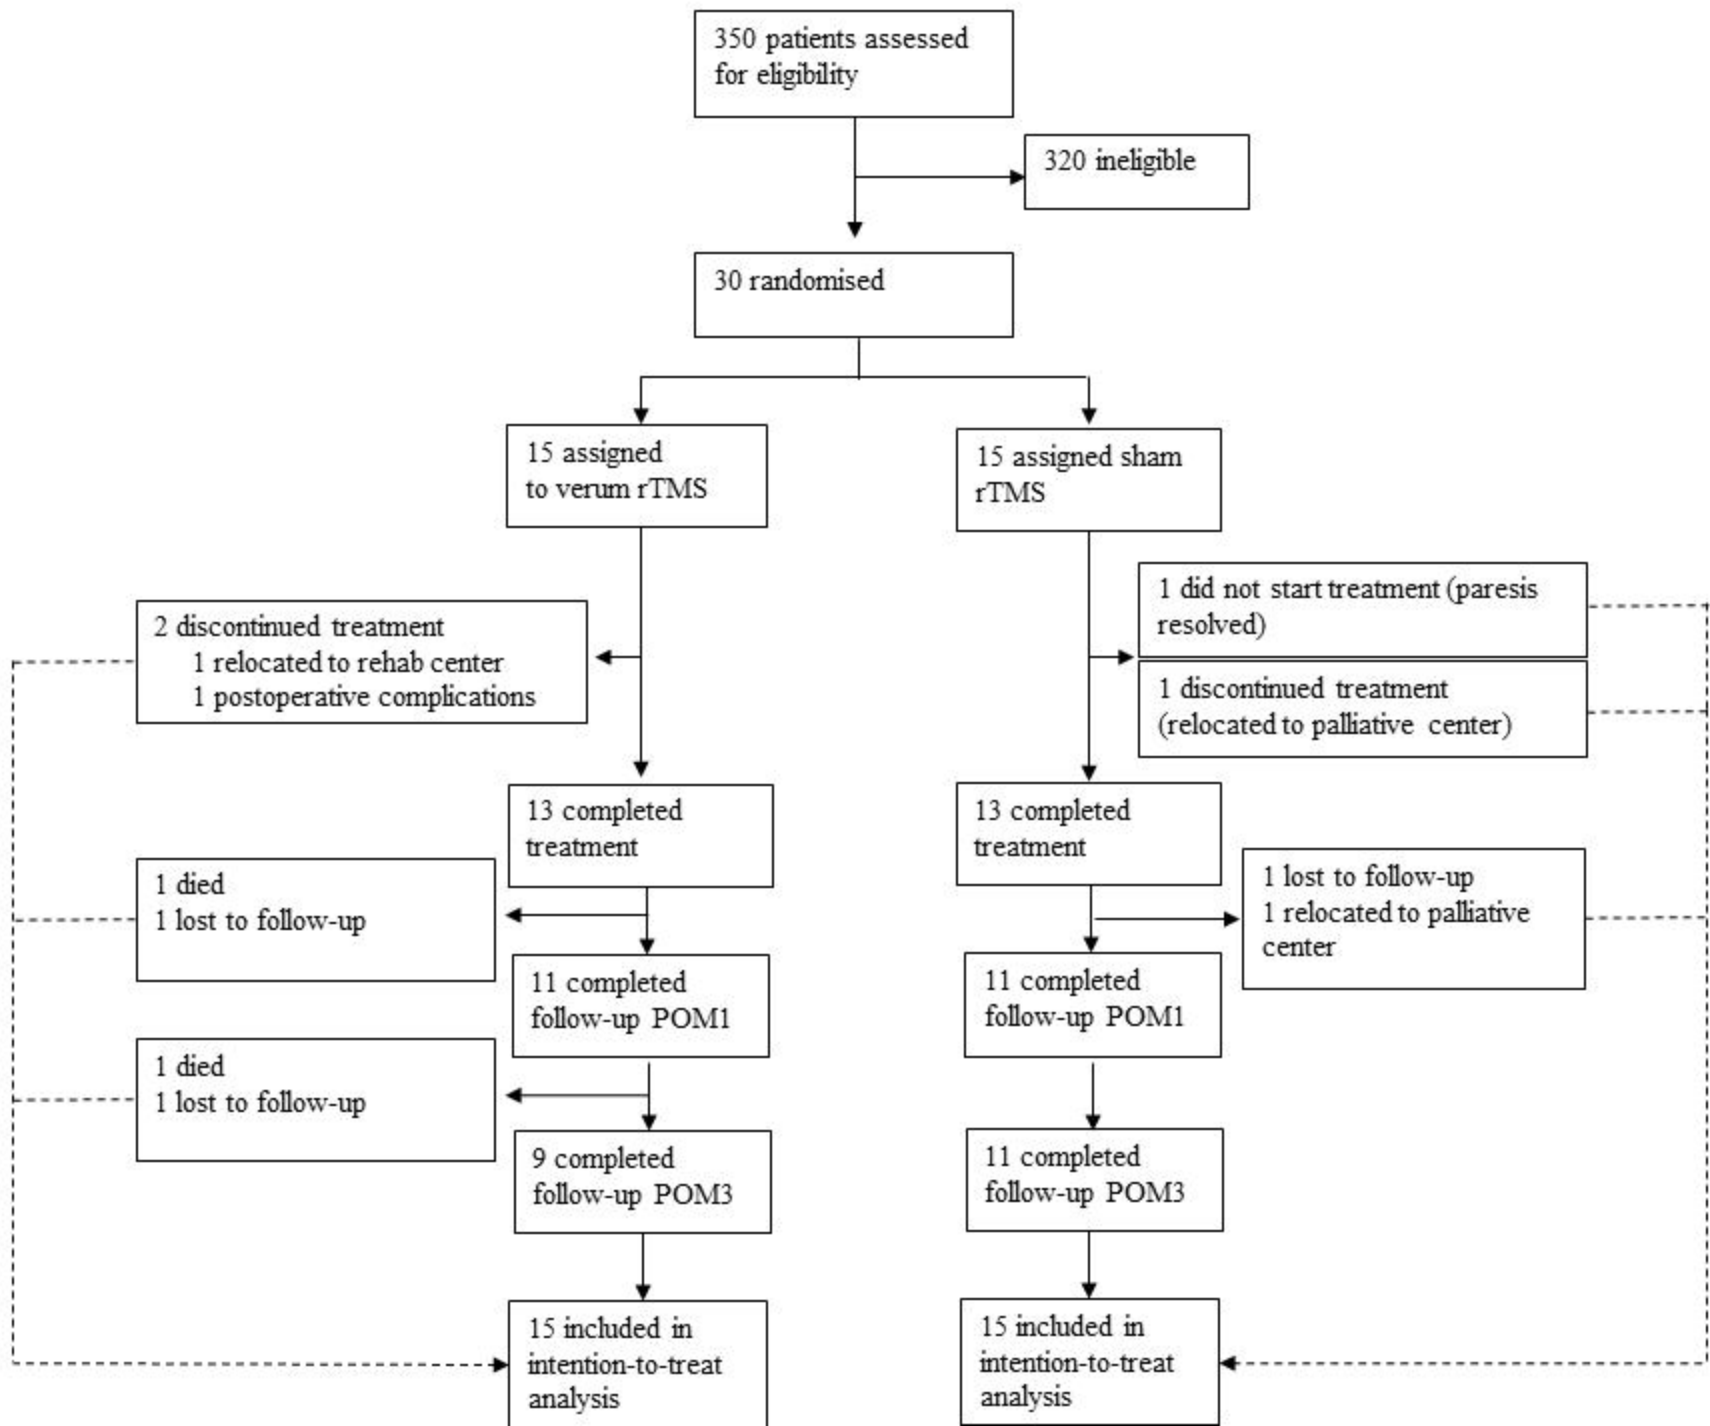 350 patients assessed
for eligibility
320 ineligible
30 randomised
15 assigned
to verum rTMS
15 assigned sham
rTMS
2 discontinued treatment
1 relocated to rehab center
1 postoperative complications
1 did not start treatment (paresis
resolved)
1 discontinued treatment
(relocated to palliative center)
13 completed
treatment
13 completed
treatment
1 died
1 lost to follow-up
1 lost to follow-up
1 relocated to palliative
center
11 completed
follow-up POM1
11 completed
follow-up POM1
1 died
1 lost to follow-up
9 completed
follow-up POM3
11 completed
follow-up POM3
15 included in
intention-to-treat
analysis
15 included in
intention-to-treat
analysis